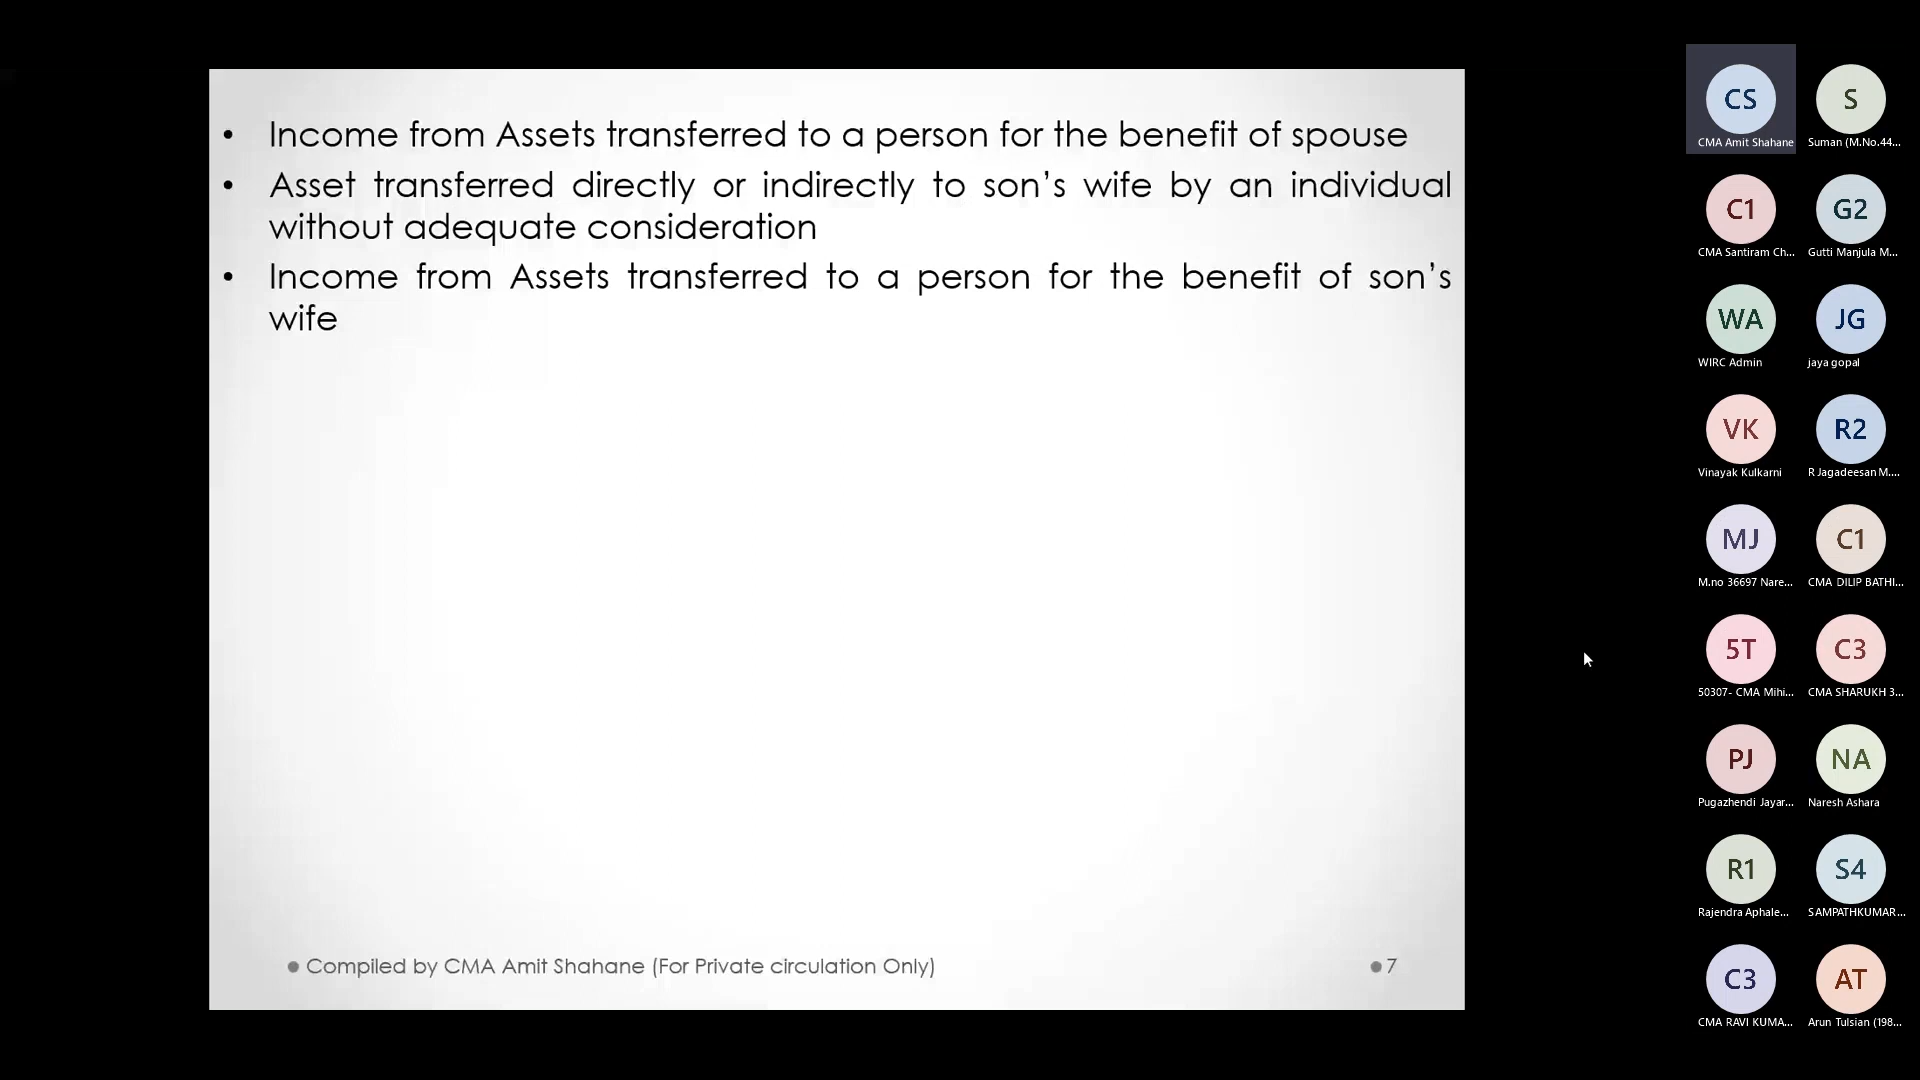 • Income from Assets transferred to a person for the benefit of spouse
• Asset transferred directly or indirectly to son’s wife by an individual
without adequate consideration
• Income from Assets transferred to a person for the benefit of son’s
wife
• Compiled by CMA Amit Shahane (For Private circulation Only)
• 7
CS S
CMA Amit Shahane Suman (M.No.44...
C1 G2
CMA Santiram Ch... Gutti Manjula M...
WA JG
WIRC Admin jaya gopal
VK R2
Vinayak Kulkarni R Jagadeesan M....
MJ C1
M.no 36697 Nare... CMA DILIP BATHI...
5T C3
50307- CMA Mihi... CMA SHARUKH 3...
PJ NA
Pugazhendi Jayar... Naresh Ashara
R1 S4
Rajendra Aphale... SAMPATHKUMAR...
C3 AT
CMA RAVI KUMA... Arun Tulsian (198...